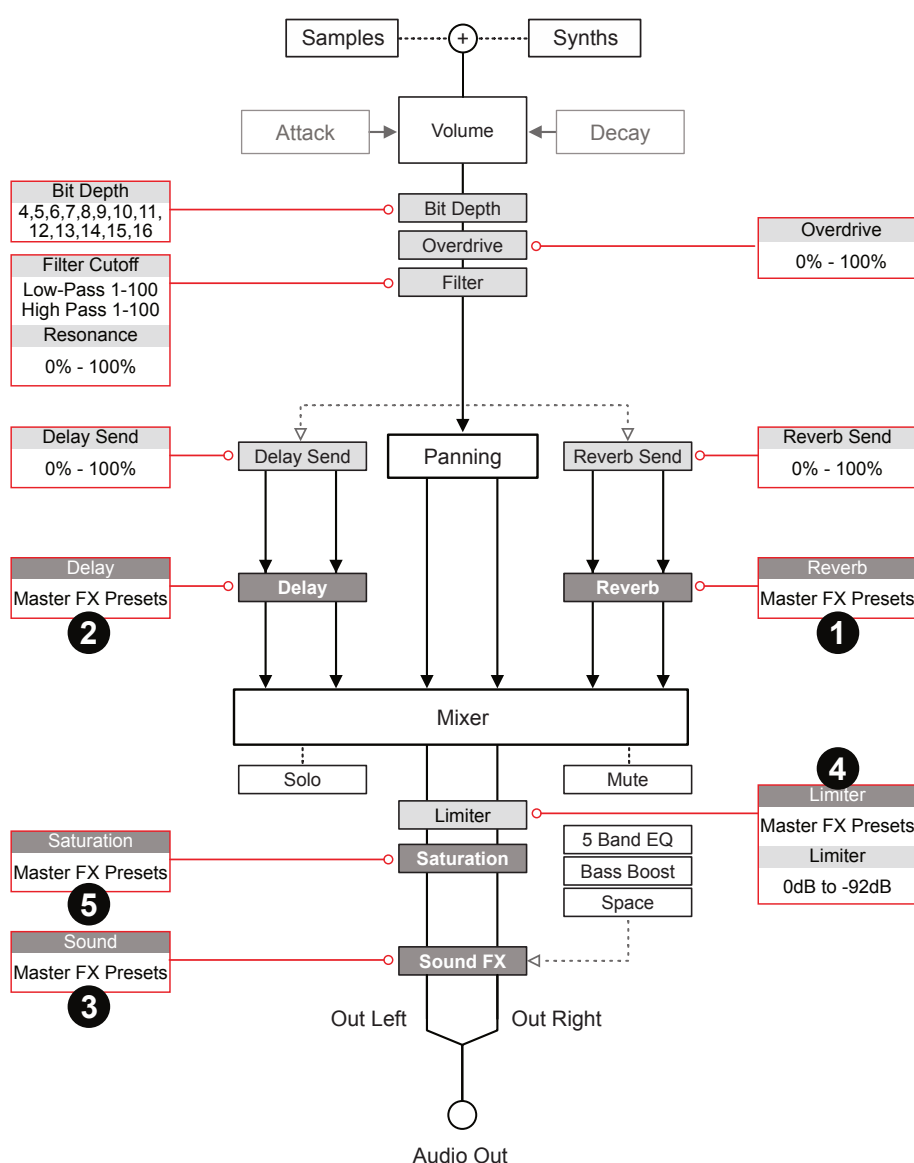 Samples
+
Synths
Attack
Volume
Decay
Bit Depth
4,5,6,7,8,9,10,11,
12,13,14,15,16
Bit Depth
Overdrive
Overdrive
0% - 100%
Filter Cutoff
Low-Pass 1-100
High Pass 1-100
Resonance
0% - 100%
Filter
Delay Send
0% - 100%
Delay Send
Panning
Reverb Send
Reverb Send
0% - 100%
Delay
Master FX Presets
2
Delay
Reverb
Reverb
Master FX Presets
1
Mixer
Solo
Mute
4
Limiter
Master FX Presets
Limiter
0dB to -92dB
Limiter
Saturation
Master FX Presets
5
Saturation
5 Band EQ
Bass Boost
Space
Sound
Master FX Presets
3
Sound FX
Out Left
Out Right
Audio Out